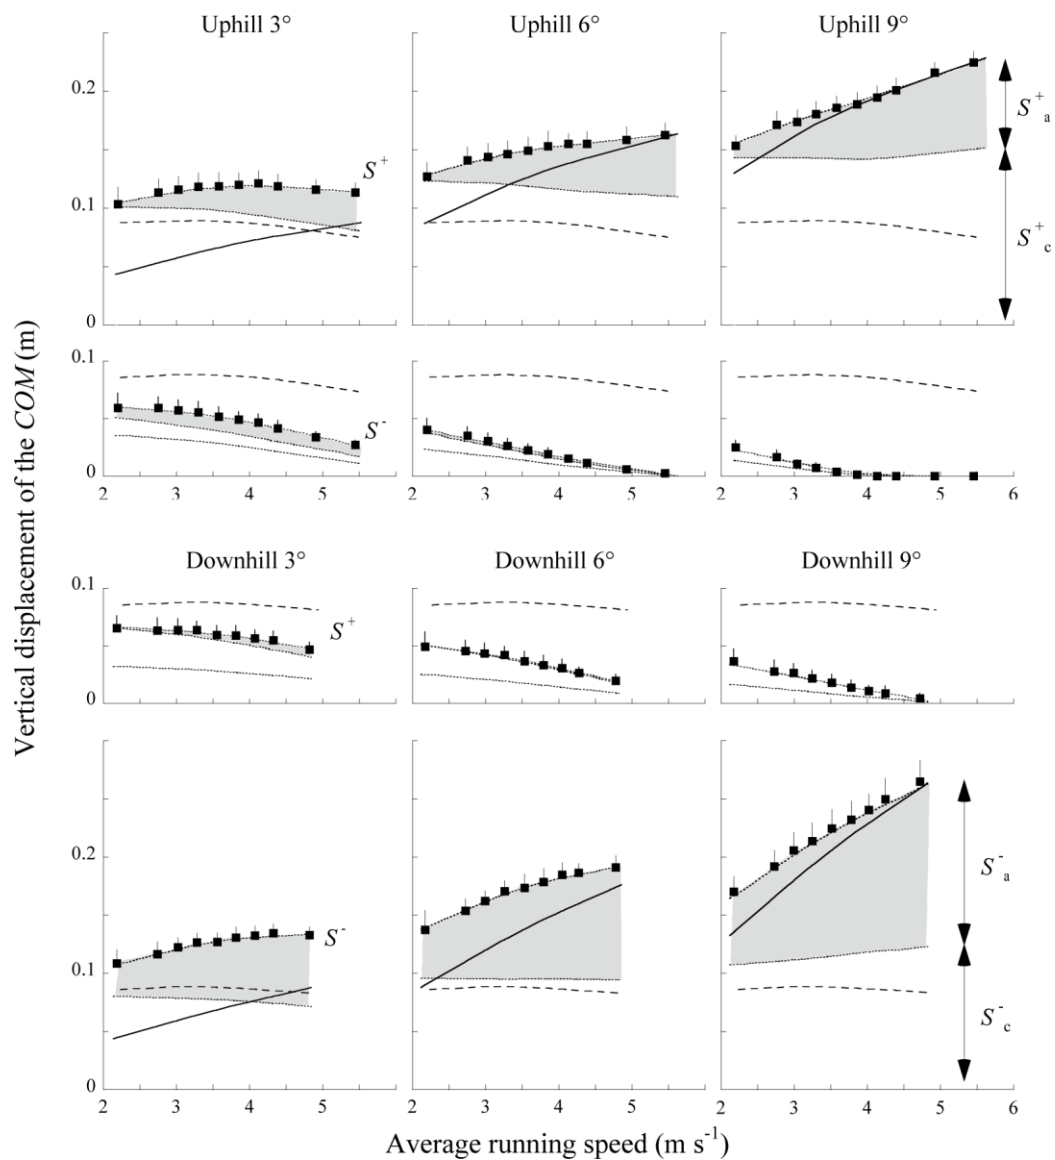 Uphill 3° Uphill 6° Uphill 9°
0.2
0.1
0
S⁺
S⁺a
S⁺c
0.1
0
S⁻
2 3 4 5 2 3 4 5 2 3 4 5 6
Vertical displacement of the COM (m)
Downhill 3° Downhill 6° Downhill 9°
0.1
0
S⁺
0.2
0.1
0
S⁻
S⁻a
S⁻c
2 3 4 5 2 3 4 5 2 3 4 5 6
Average running speed (m s⁻¹)